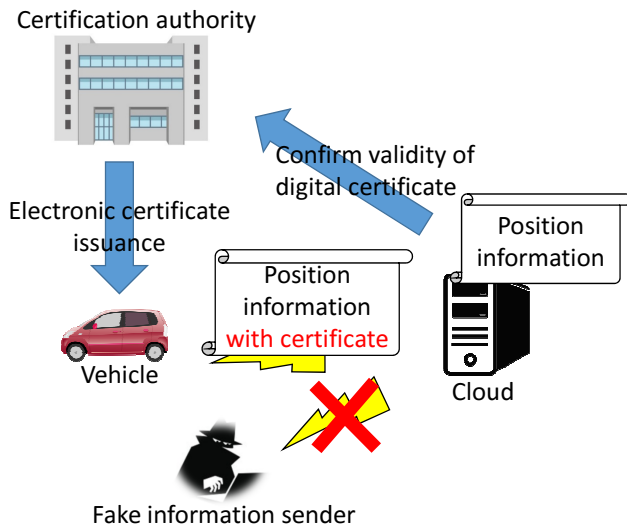 Certification authority
Confirm validity of
digital certificate
Electronic certificate
issuance
Position
information
Position
information
with certificate
Vehicle
Cloud
Fake information sender